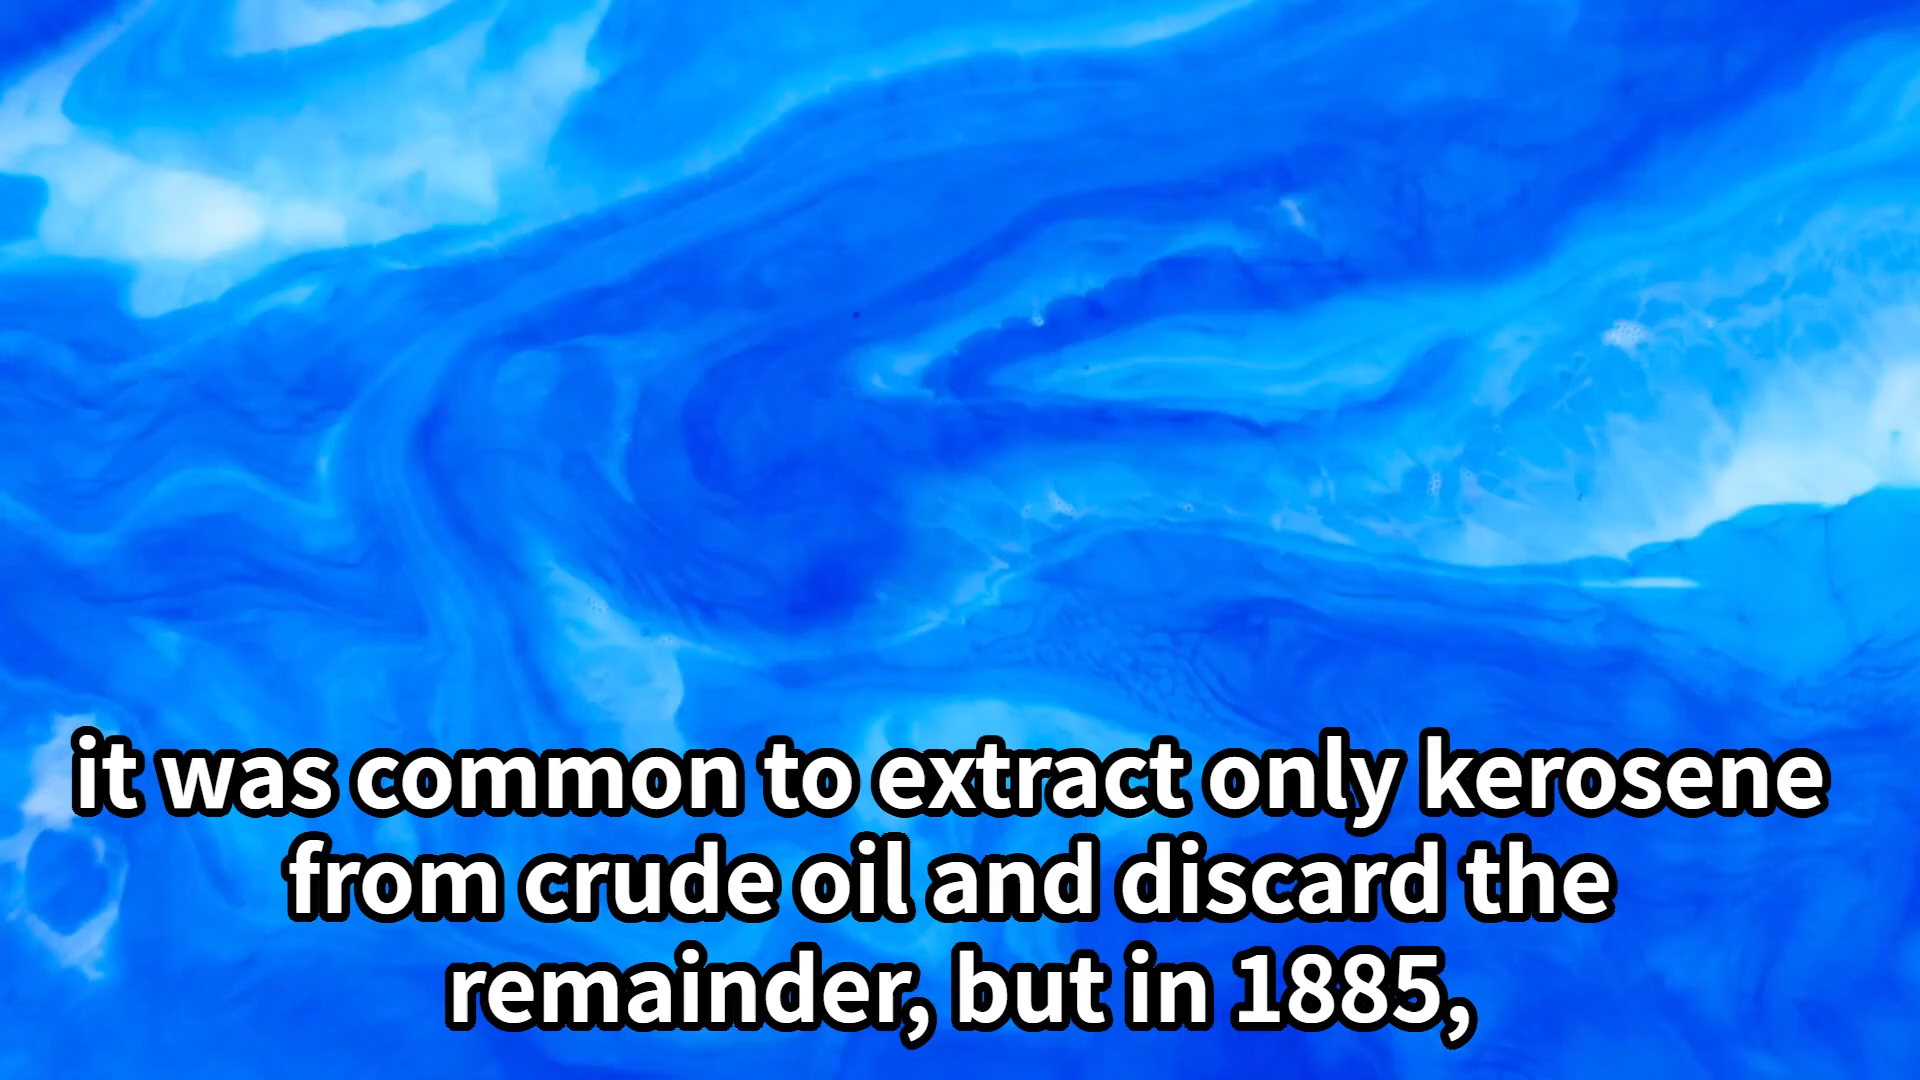 it was common to extract only kerosene
from crude oil and discard the
remainder, but in 1885,